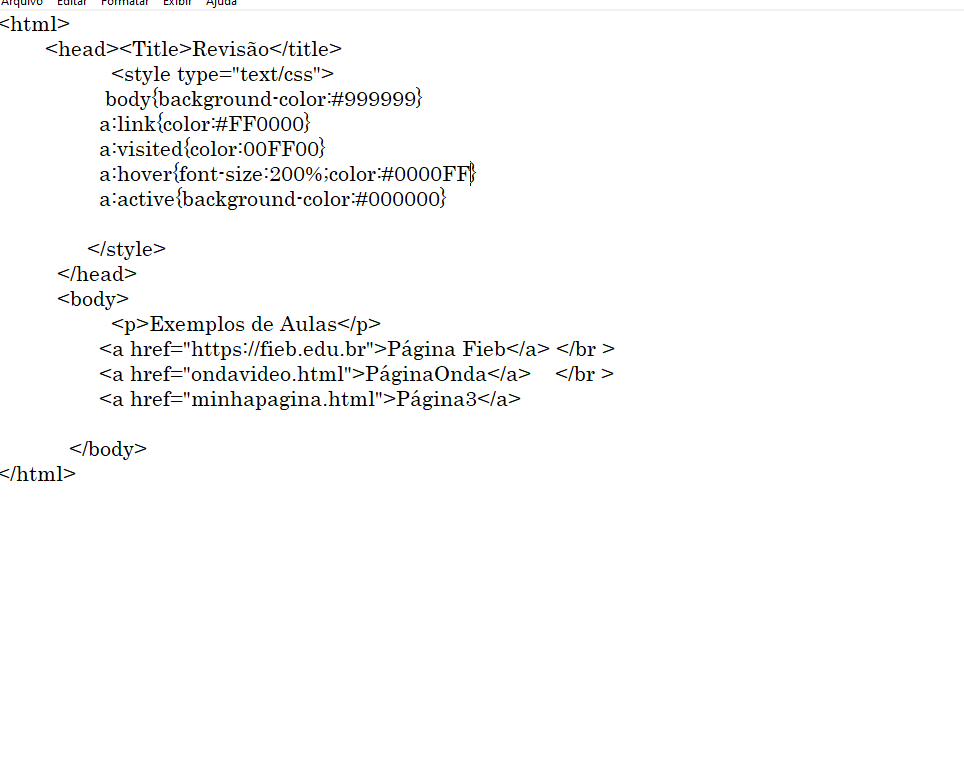 Arquivo Editar Formatar Exibir Ajuda
<html>
<head><Title>Revisão</title>
<style type="text/css">
body{background-color:#999999}
a:link{color:#FF0000}
a:visited{color:00FF00}
a:hover{font-size:200%;color:#0000FF}
a:active{background-color:#000000}
</style>
</head>
<body>
<p>Exemplos de Aulas</p>
<a href="https://fieb.edu.br">Página Fieb</a> </br >
<a href="ondavideo.html">PáginaOnda</a> </br >
<a href="minhapagina.html">Página3</a>
</body>
</html>